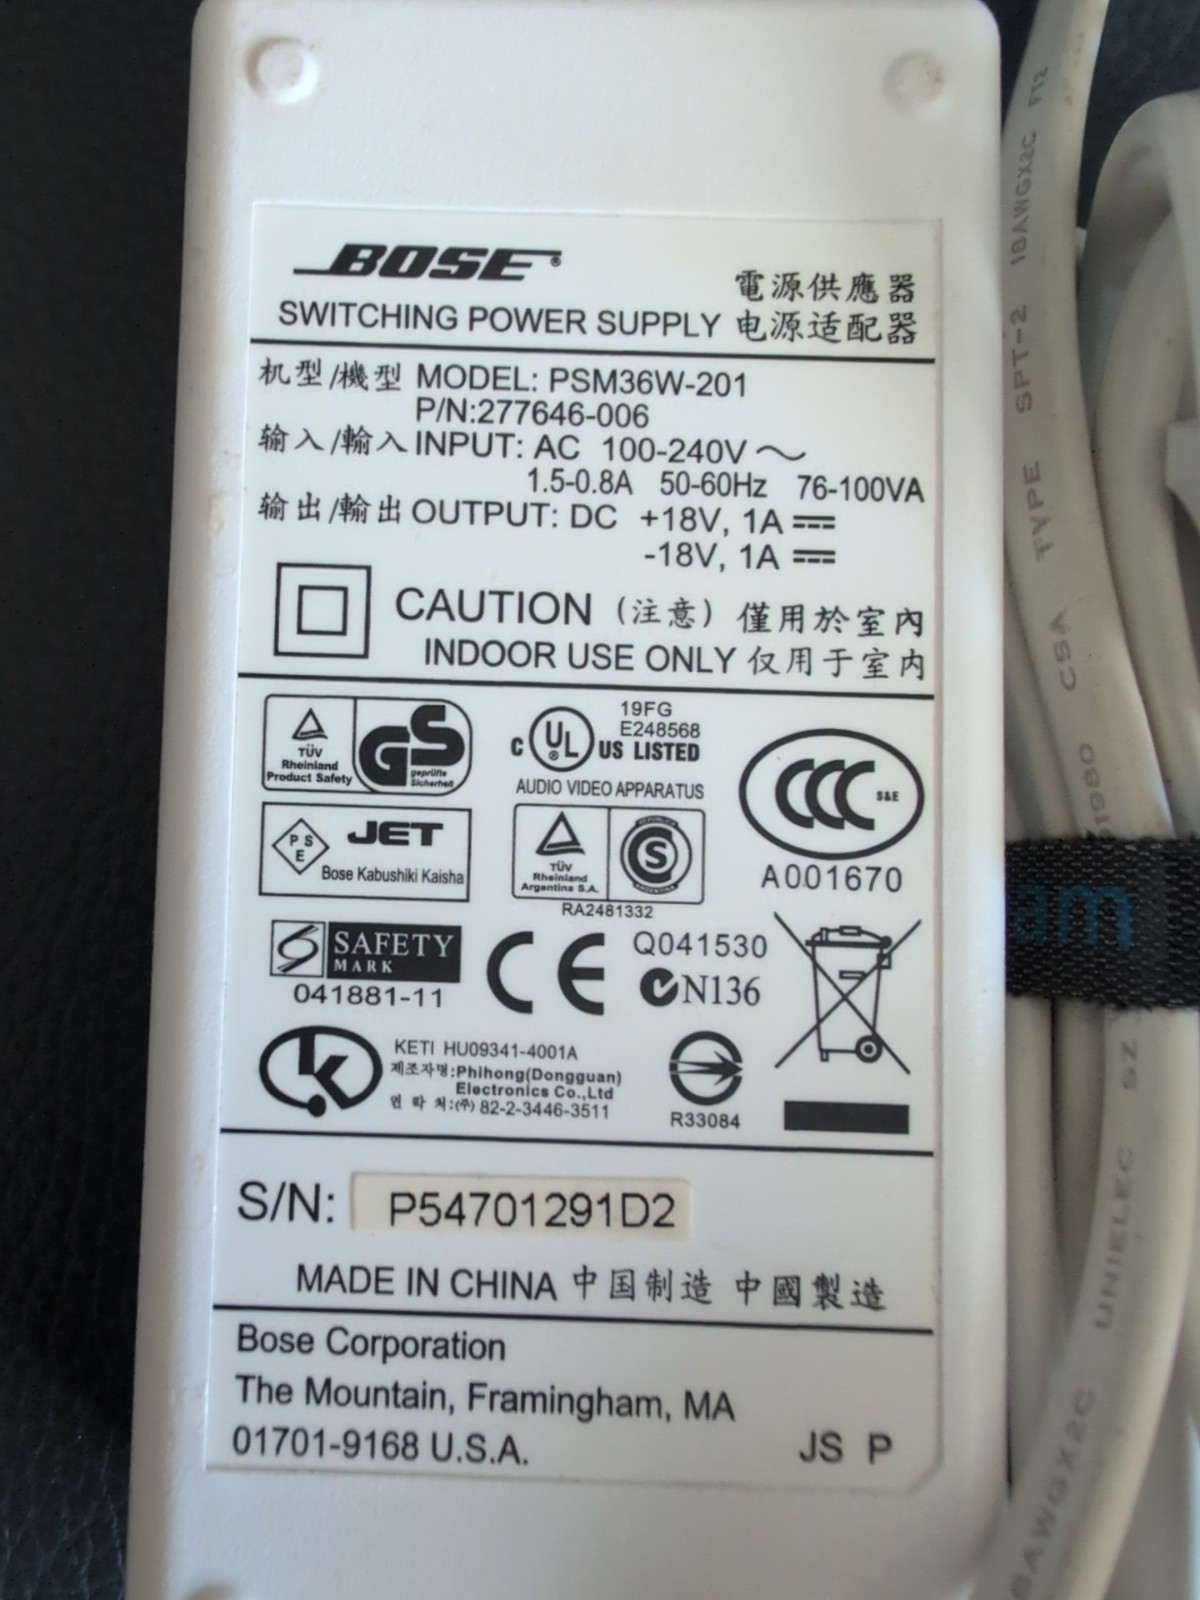 BOSE®
電源供應器
SWITCHING POWER SUPPLY 电源适配器
机型/機型 MODEL: PSM36W-201
P/N:277646-006
输入/輸入 INPUT: AC 100-240V ~
1.5-0.8A 50-60Hz 76-100VA
输出/輸出 OUTPUT: DC +18V, 1A ⎓
-18V, 1A ⎓
CAUTION (注意) 僅用於室內
INDOOR USE ONLY 仅用于室内
TÜV
Rheinland
Product Safety
GS
geprüfte
Sicherheit
C UL® US LISTED
19FG
E248568
AUDIO VIDEO APPARATUS
CCC S&E
A001670
PSE JET
Bose Kabushiki Kaisha
TÜV
Rheinland
Argentina S.A.
REPUBLICA
S
ARGENTINA
RA2481332
SAFETY
MARK
041881-11
CE
Q041530
N136
KETI HU09341-4001A
제조자명:Phihong(Dongguan)
Electronics Co.,Ltd
연 락 처:(주) 82-2-3446-3511
R33084
S/N: P54701291D2
MADE IN CHINA 中国制造 中國製造
Bose Corporation
The Mountain, Framingham, MA
01701-9168 U.S.A.
JS P
18AWGX2C FT2
TYPE SPT-2
CSA
am
UNIELEC SZ
AWGX2C